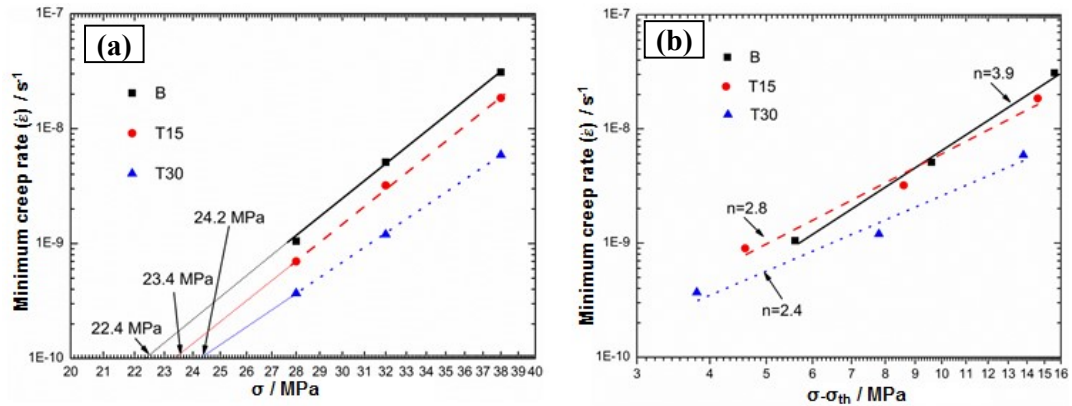 (a)
B
T15
T30
24.2 MPa
23.4 MPa
22.4 MPa
1E-7
1E-8
1E-9
1E-10
Minimum creep rate (ε̇) / s⁻¹
20 21 22 23 24 25 26 27 28 29 30 31 32 33 34 35 36 37 38 39 40
σ / MPa
(b)
B
T15
T30
n=3.9
n=2.8
n=2.4
1E-7
1E-8
1E-9
1E-10
Minimum creep rate (ε̇) / s⁻¹
3 4 5 6 7 8 9 10 11 12 13 14 15 16
σ-σth / MPa